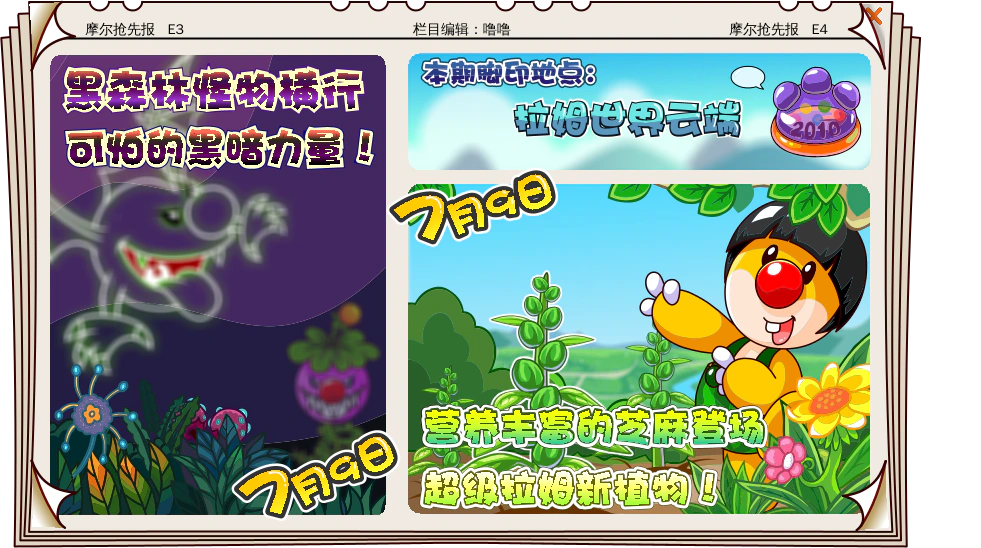 摩尔抢先报 E3
栏目编辑：噜噜
摩尔抢先报 E4
黑森林怪物横行
可怕的黑暗力量！
7月9日
本期脚印地点：
拉姆世界云端
2010
7月9日
营养丰富的芝麻登场
超级拉姆新植物！